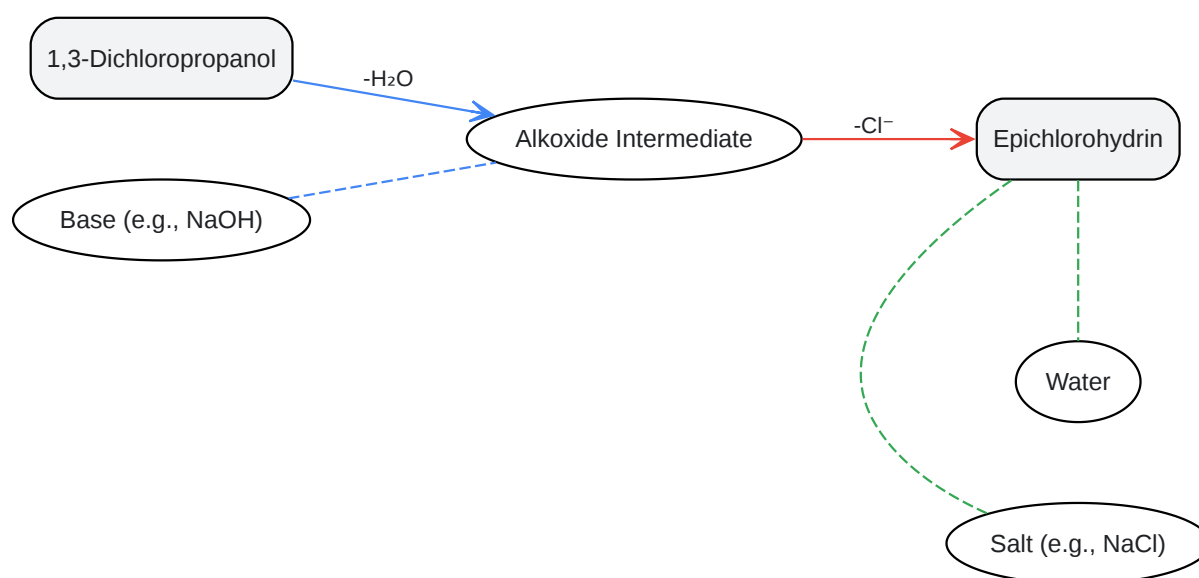 1,3-Dichloropropanol
-H₂O
Alkoxide Intermediate
-Cl⁻
Epichlorohydrin
Base (e.g., NaOH)
Water
Salt (e.g., NaCl)